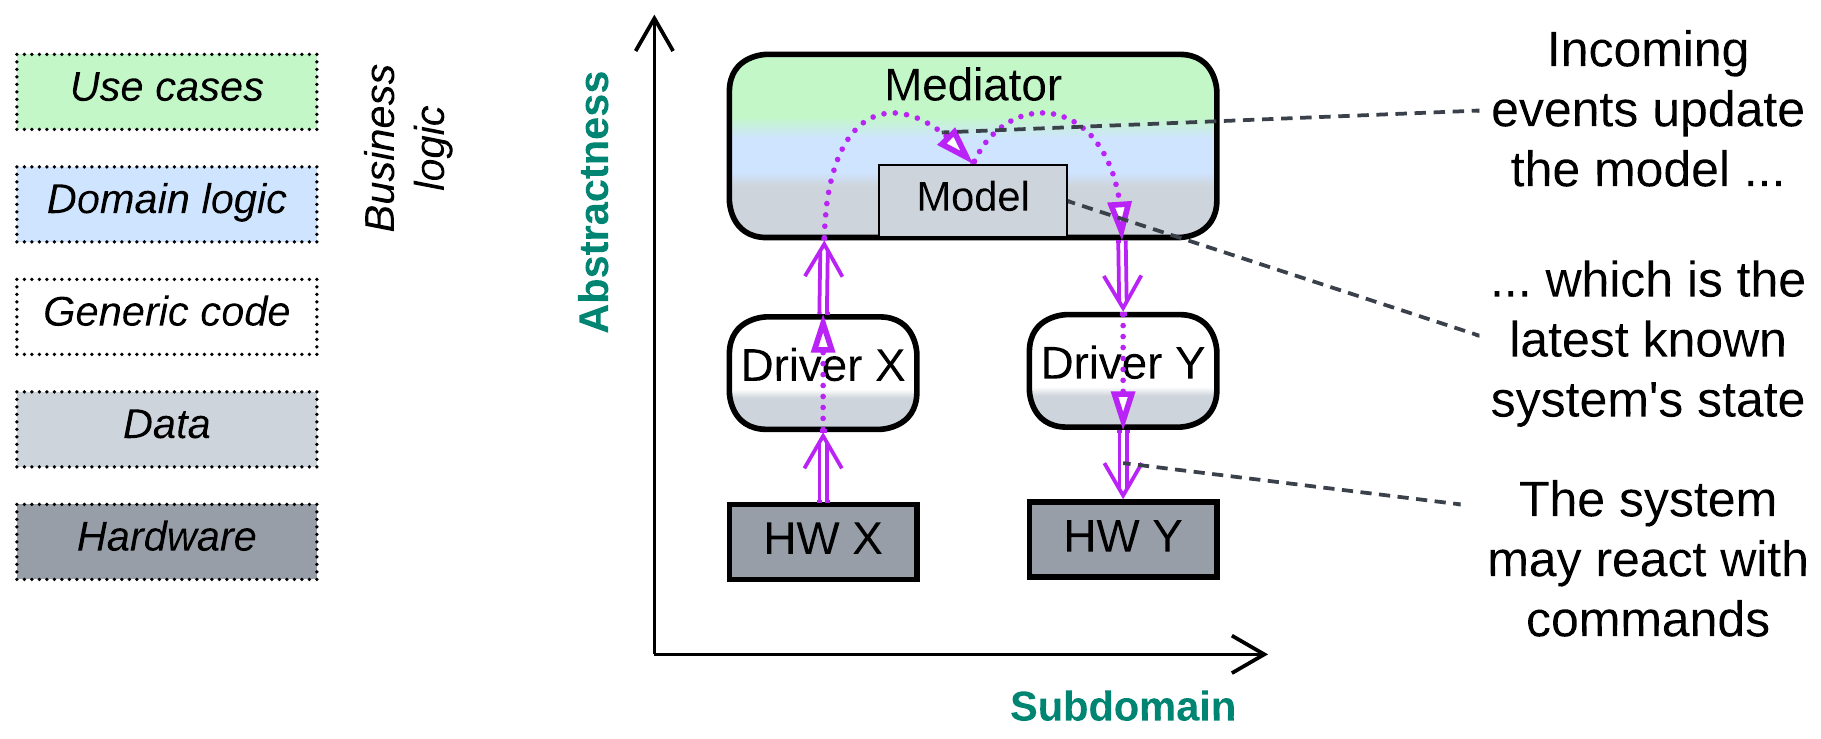 Use cases
Domain logic
Generic code
Data
Hardware
Business
logic
Abstractness
Subdomain
Mediator
Model
Driver X
Driver Y
HW X
HW Y
Incoming
events update
the model ...
... which is the
latest known
system's state
The system
may react with
commands